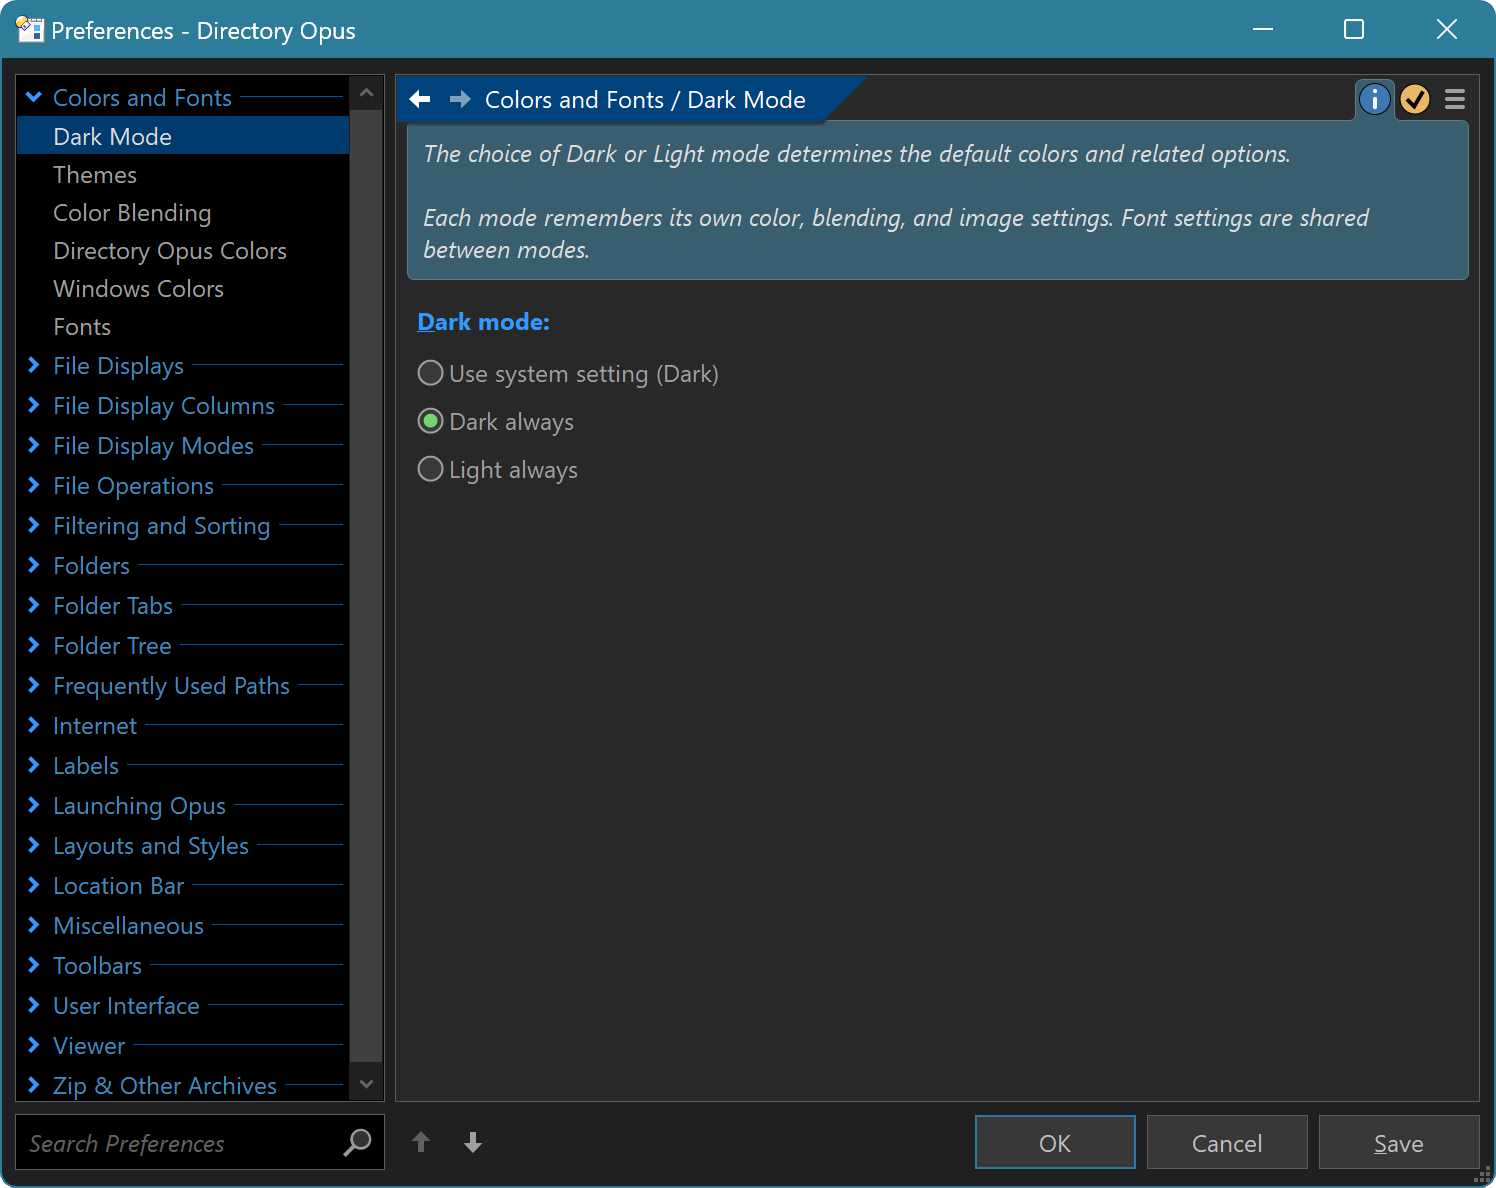 Preferences - Directory Opus
Colors and Fonts
Dark Mode
Themes
Color Blending
Directory Opus Colors
Windows Colors
Fonts
File Displays
File Display Columns
File Display Modes
File Operations
Filtering and Sorting
Folders
Folder Tabs
Folder Tree
Frequently Used Paths
Internet
Labels
Launching Opus
Layouts and Styles
Location Bar
Miscellaneous
Toolbars
User Interface
Viewer
Zip & Other Archives
Search Preferences
Colors and Fonts / Dark Mode
The choice of Dark or Light mode determines the default colors and related options.
Each mode remembers its own color, blending, and image settings. Font settings are shared
between modes.
Dark mode:
Use system setting (Dark)
Dark always
Light always
OK
Cancel
Save